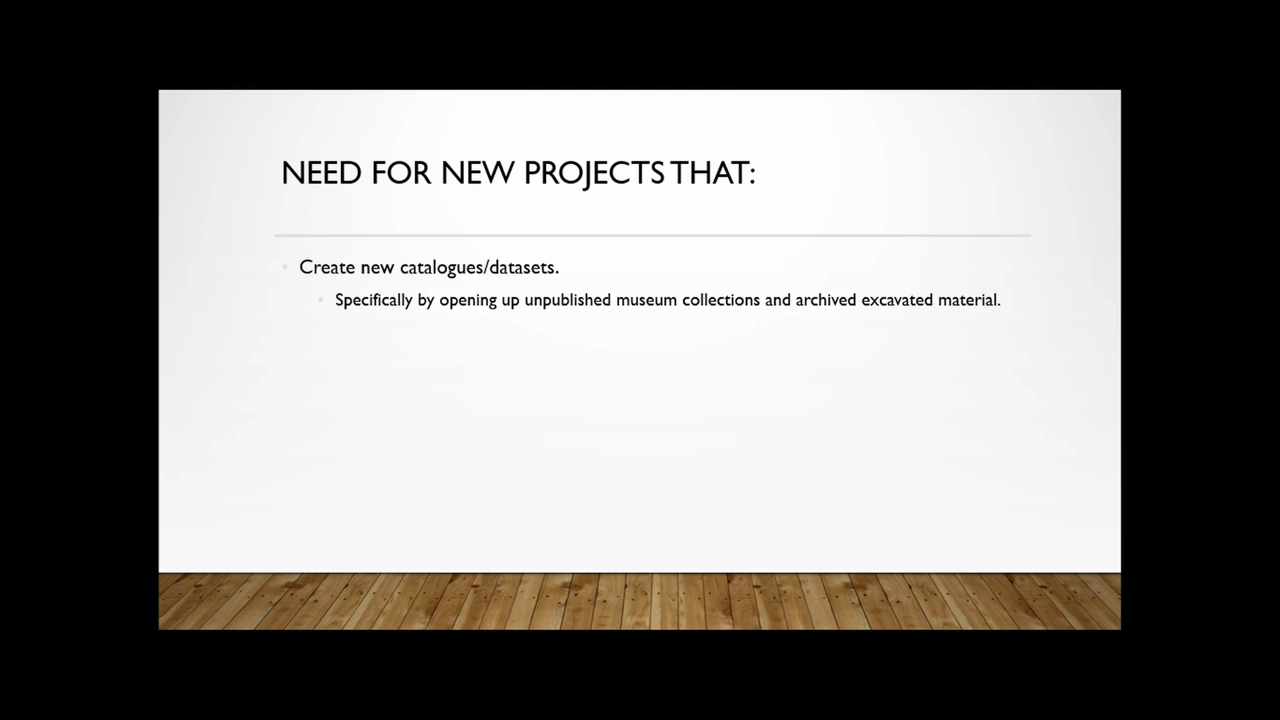 NEED FOR NEW PROJECTS THAT:
Create new catalogues/datasets.
Specifically by opening up unpublished museum collections and archived excavated material.